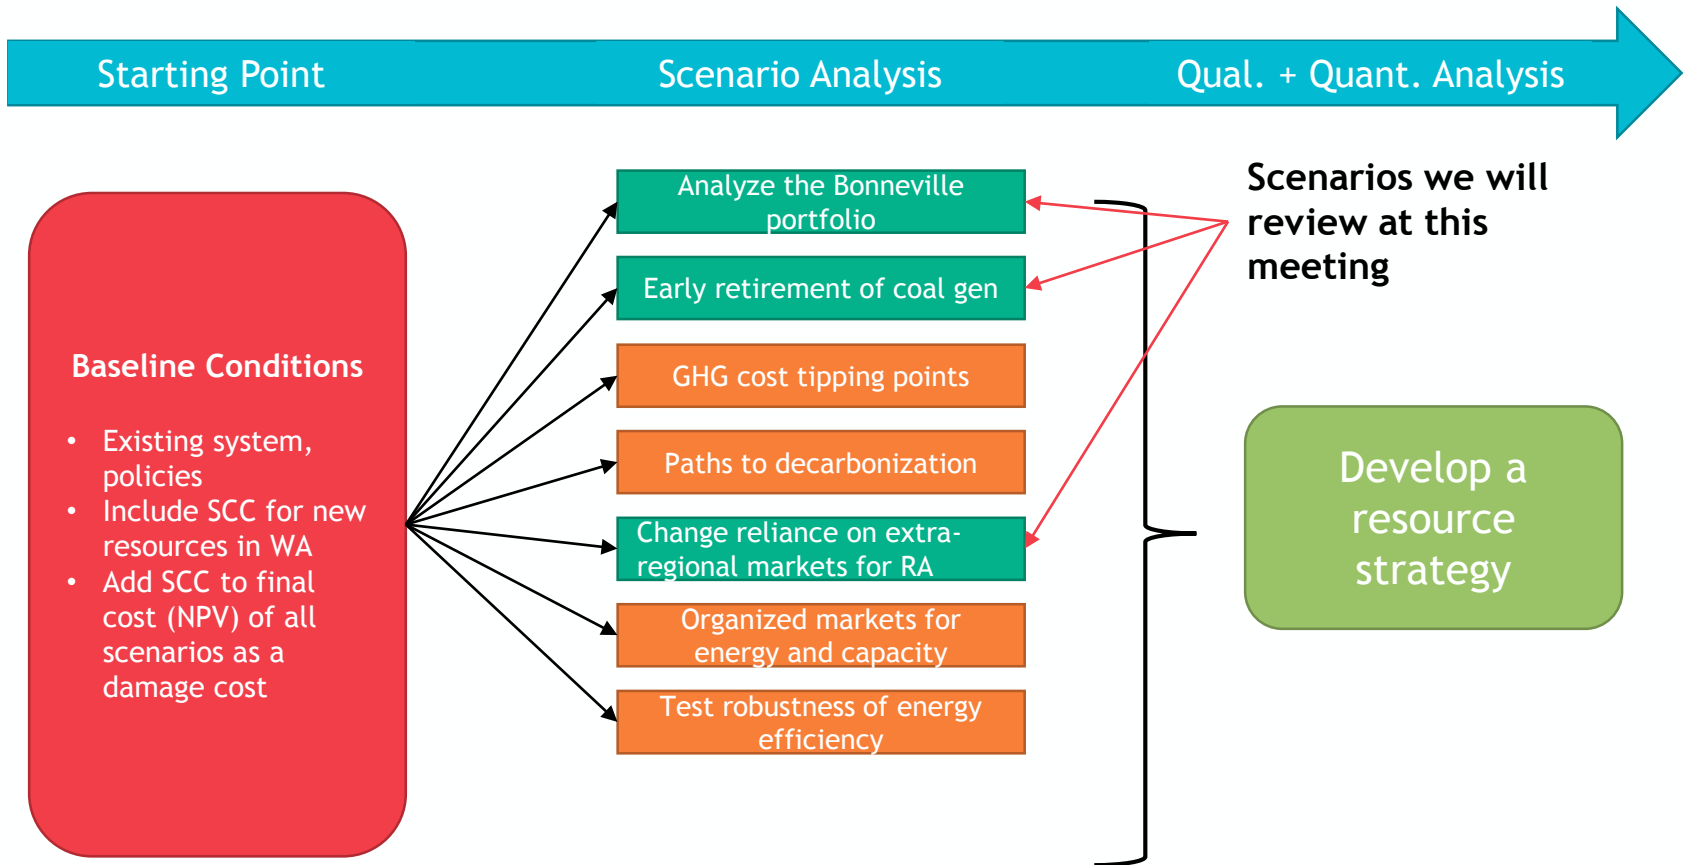 Starting Point
Scenario Analysis
Qual. + Quant. Analysis
Baseline Conditions
• Existing system,
policies
• Include SCC for new
resources in WA
• Add SCC to final
cost (NPV) of all
scenarios as a
damage cost
Analyze the Bonneville
portfolio
Early retirement of coal gen
GHG cost tipping points
Paths to decarbonization
Change reliance on extra-
regional markets for RA
Organized markets for
energy and capacity
Test robustness of energy
efficiency
Scenarios we will
review at this
meeting
Develop a
resource
strategy